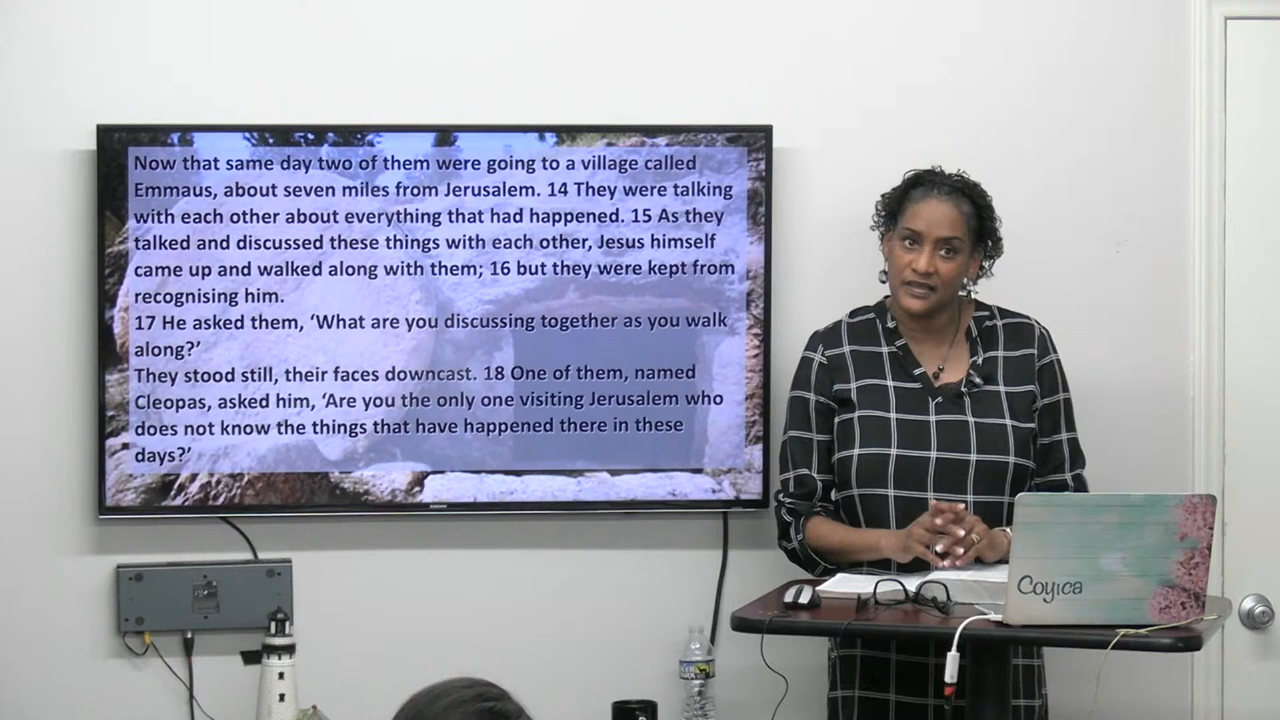 Now that same day two of them were going to a village called
Emmaus, about seven miles from Jerusalem. 14 They were talking
with each other about everything that had happened. 15 As they
talked and discussed these things with each other, Jesus himself
came up and walked along with them; 16 but they were kept from
recognising him.
17 He asked them, ‘What are you discussing together as you walk
along?’
They stood still, their faces downcast. 18 One of them, named
Cleopas, asked him, ‘Are you the only one visiting Jerusalem who
does not know the things that have happened there in these
days?’
Coyica